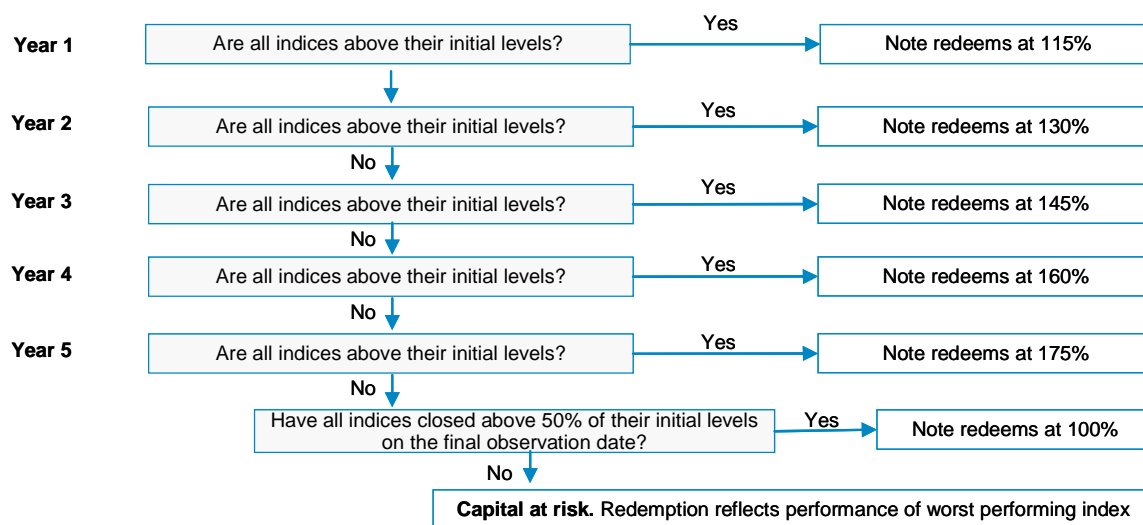 Year 1
Are all indices above their initial levels?
Yes
Note redeems at 115%
Year 2
Are all indices above their initial levels?
Yes
Note redeems at 130%
No
Year 3
Are all indices above their initial levels?
Yes
Note redeems at 145%
No
Year 4
Are all indices above their initial levels?
Yes
Note redeems at 160%
No
Year 5
Are all indices above their initial levels?
Yes
Note redeems at 175%
No
Have all indices closed above 50% of their initial levels
on the final observation date?
Yes
Note redeems at 100%
No
Capital at risk. Redemption reflects performance of worst performing index